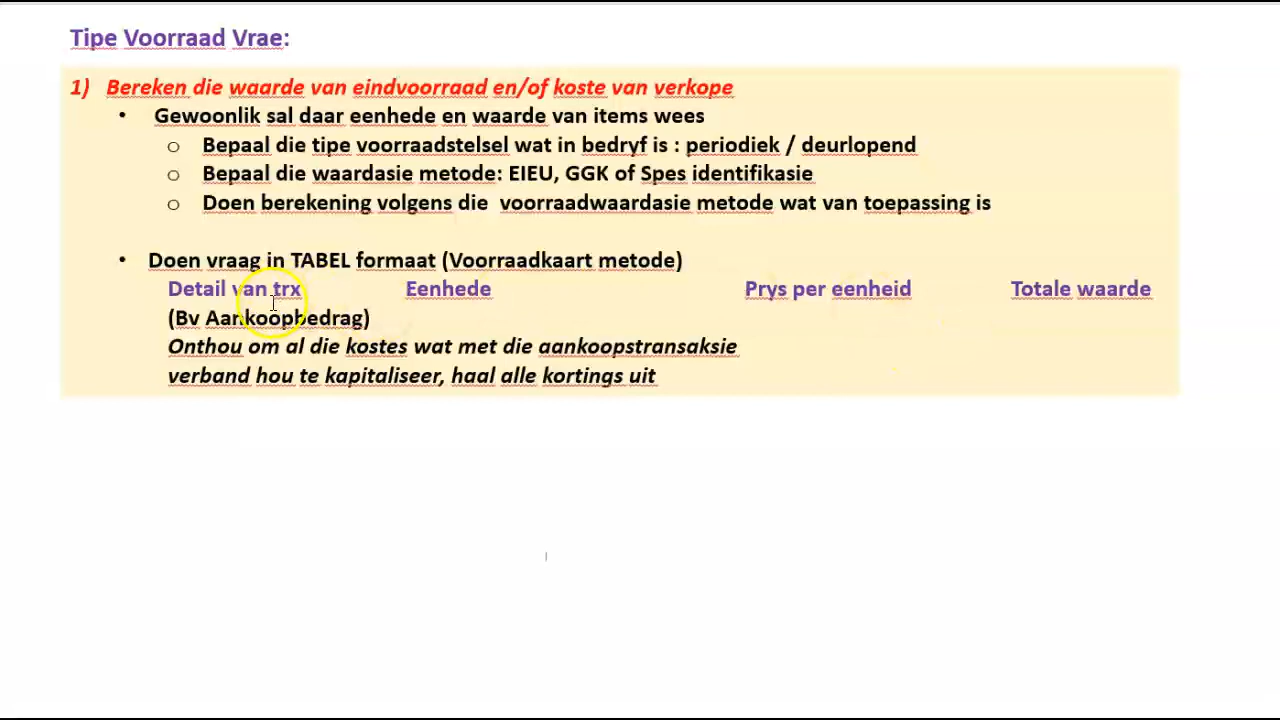 Tipe Voorraad Vrae:
1) Bereken die waarde van eindvoorraad en/of koste van verkope
• Gewoonlik sal daar eenhede en waarde van items wees
o Bepaal die tipe voorraadstelsel wat in bedryf is : periodiek / deurlopend
o Bepaal die waardasie metode: EIEU, GGK of Spes identifikasie
o Doen berekening volgens die voorraadwaardasie metode wat van toepassing is
• Doen vraag in TABEL formaat (Voorraadkaart metode)
Detail van trx Eenhede Prys per eenheid Totale waarde
(Bv Aankoopbedrag)
Onthou om al die kostes wat met die aankoopstransaksie
verband hou te kapitaliseer, haal alle kortings uit